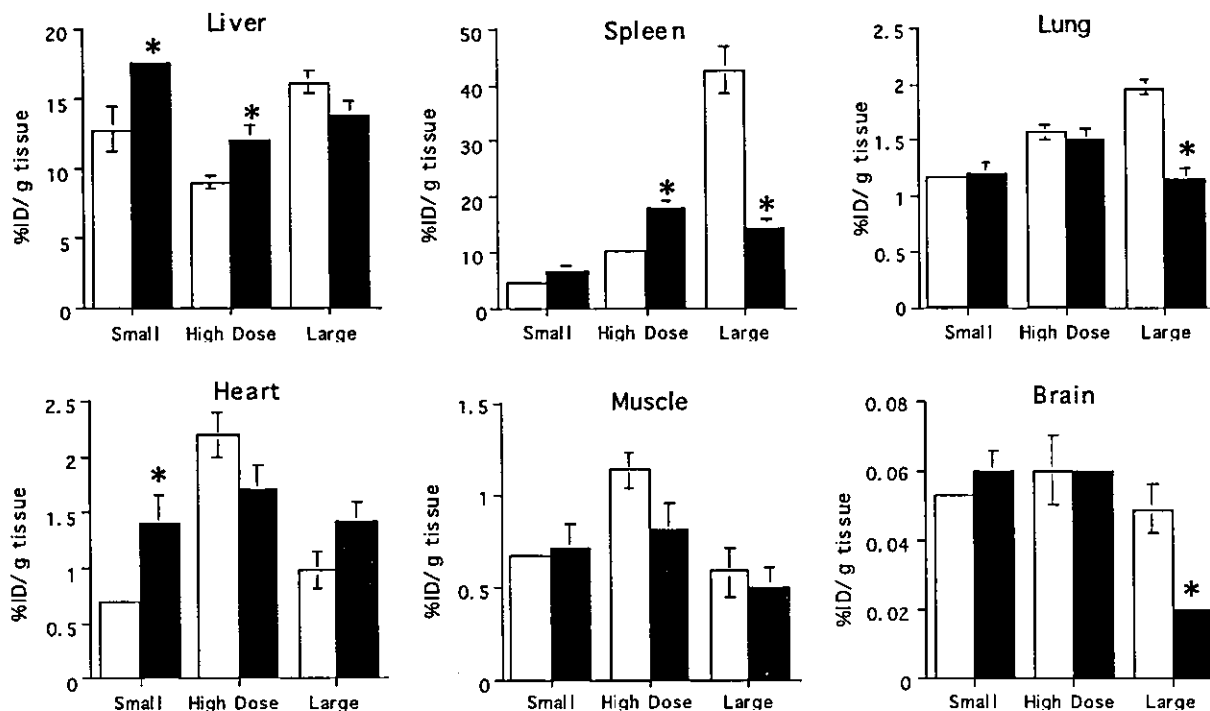 Liver
%ID/g tissue
20
15
10
5
0
*
*
Small High Dose Large
Spleen
%ID/g tissue
50
40
30
20
10
0
*
*
Small High Dose Large
Lung
%ID/g tissue
2.5
2
1.5
1
0.5
0
*
Small High Dose Large
Heart
%ID/g tissue
2.5
2
1.5
1
0.5
0
*
Small High Dose Large
Muscle
%ID/g tissue
1.5
1
0.5
0
Small High Dose Large
Brain
%ID/g tissue
0.08
0.06
0.04
0.02
0
*
Small High Dose Large